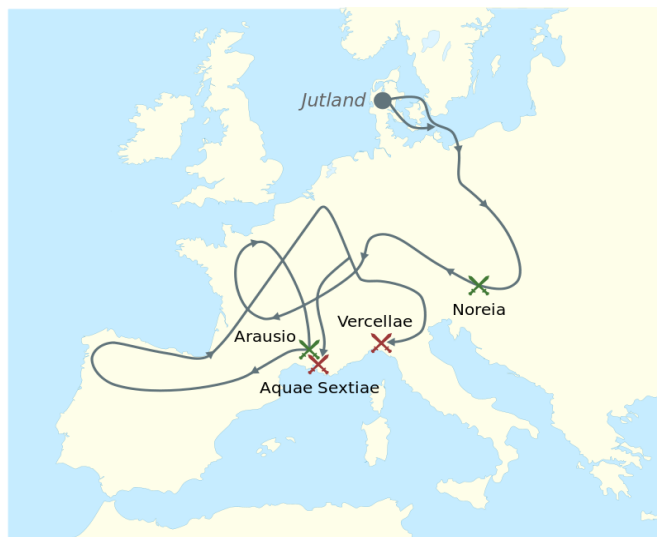 Jutland
Noreia
Vercellae
Arausio
Aquae Sextiae